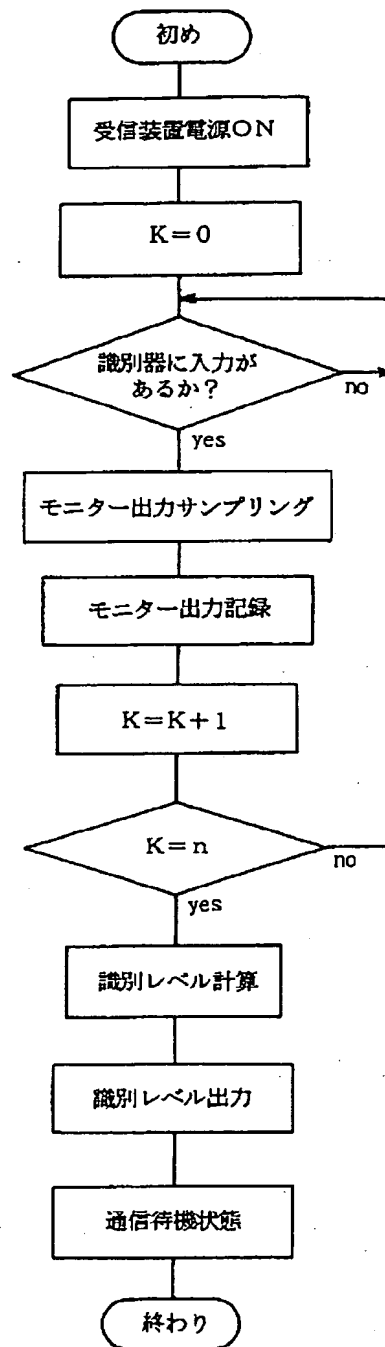 初め
受信装置電源ON
K=0
識別器に入力が
あるか?
no
yes
モニター出力サンプリング
モニター出力記録
K=K+1
K=n
no
yes
識別レベル計算
識別レベル出力
通信待機状態
終わり